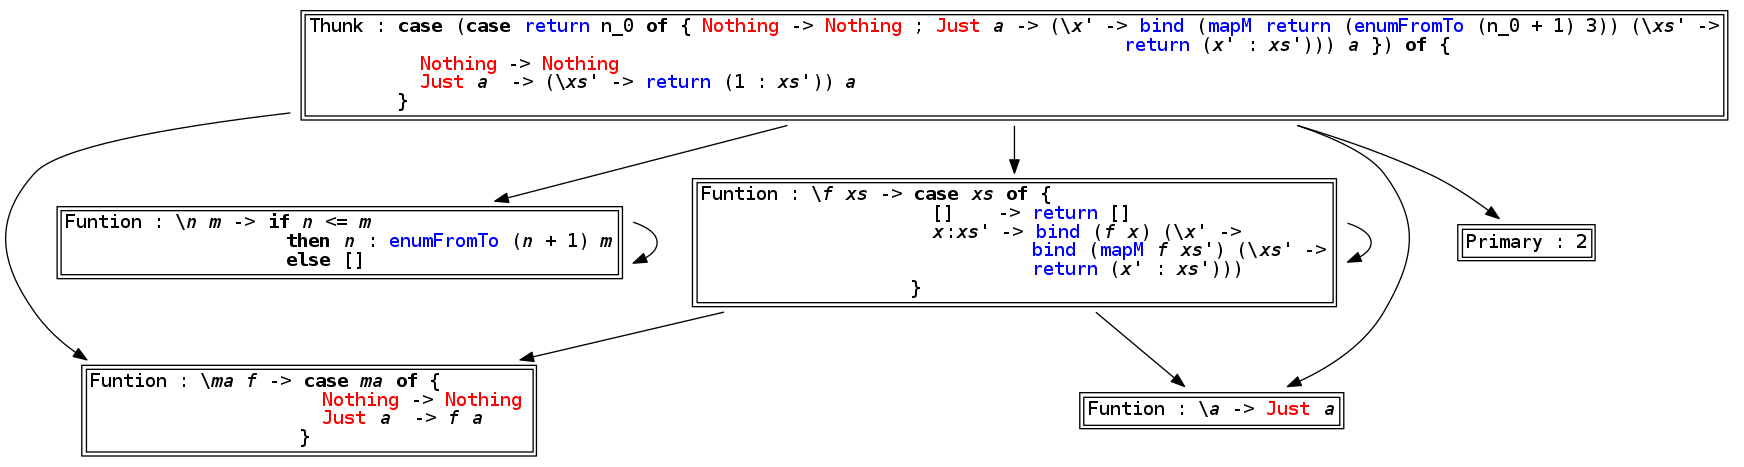 Thunk : case (case return n_0 of { Nothing -> Nothing ; Just a -> (\x' -> bind (mapM return (enumFromTo (n_0 + 1) 3)) (\xs' ->
return (x' : xs'))) a }) of {
Nothing -> Nothing
Just a  -> (\xs' -> return (1 : xs')) a
}
Funtion : \n m -> if n <= m
then n : enumFromTo (n + 1) m
else []
Funtion : \f xs -> case xs of {
[]    -> return []
x:xs' -> bind (f x) (\x' ->
bind (mapM f xs') (\xs' ->
return (x' : xs')))
}
Primary : 2
Funtion : \ma f -> case ma of {
Nothing -> Nothing
Just a  -> f a
}
Funtion : \a -> Just a